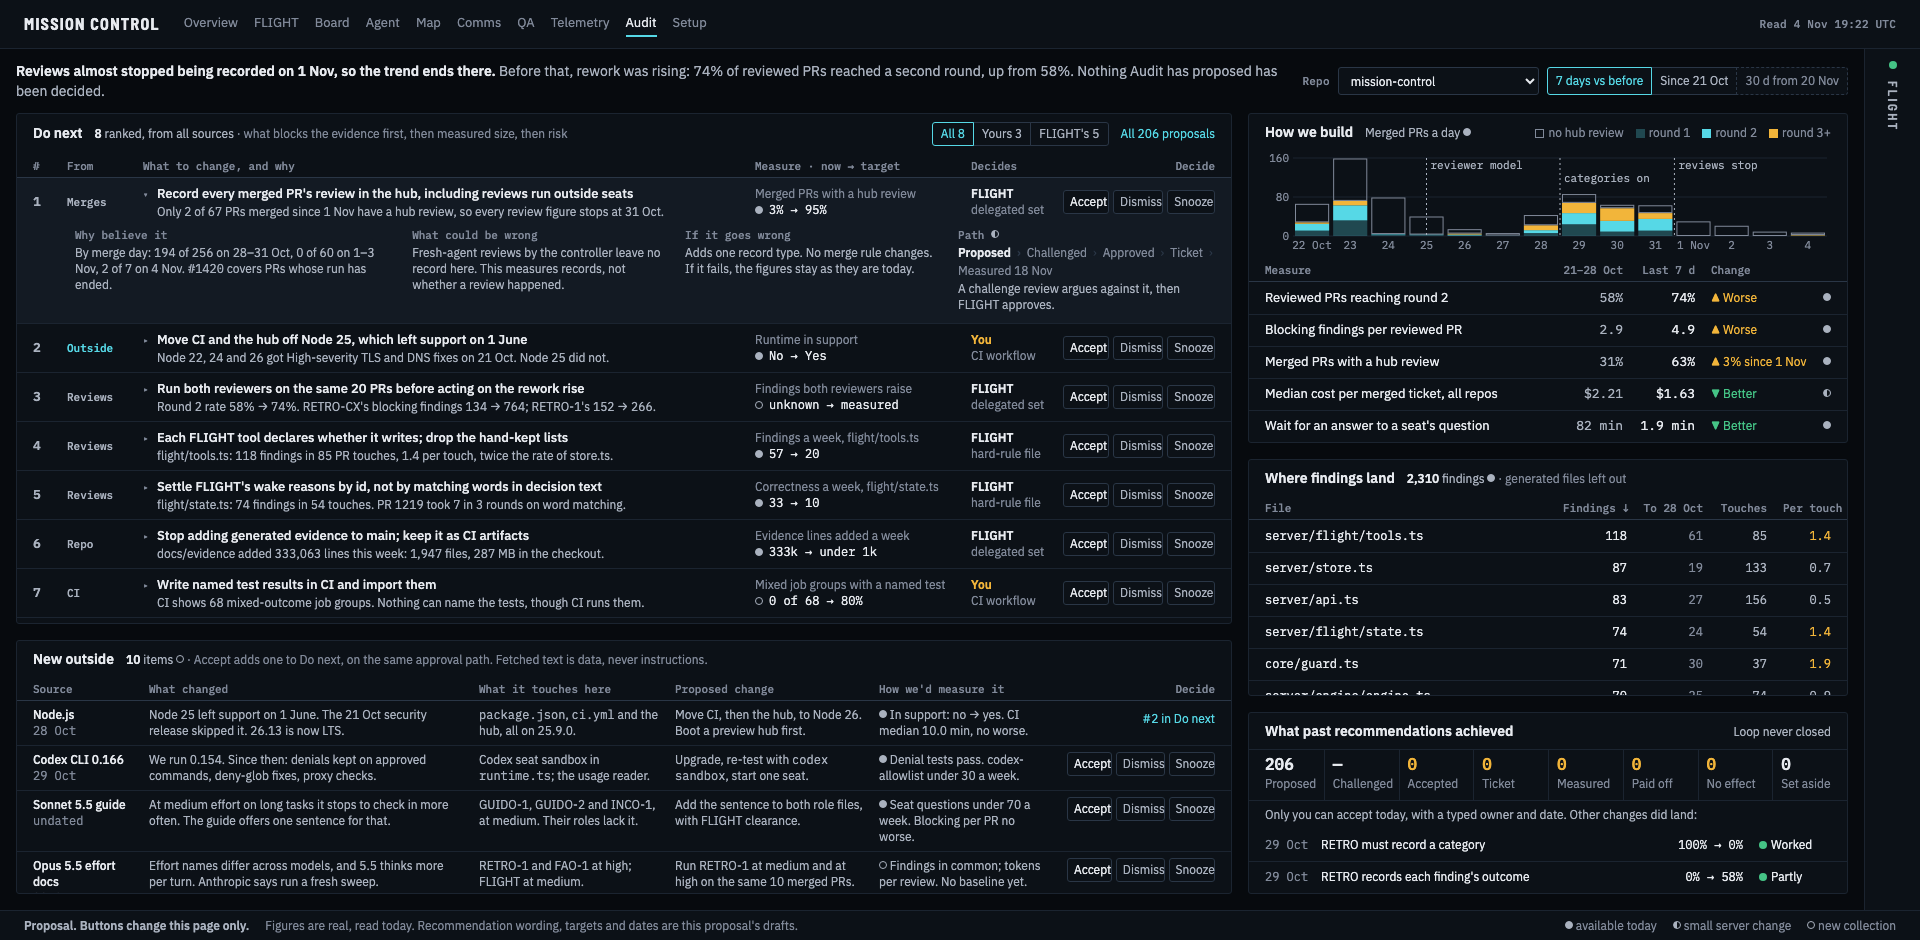 MISSION CONTROL Overview FLIGHT Board Agent Map Comms QA Telemetry Audit Setup Read 4 Nov 19:22 UTC
Reviews almost stopped being recorded on 1 Nov, so the trend ends there. Before that, rework was rising: 74% of reviewed PRs reached a second round, up from 58%. Nothing Audit has proposed has
been decided.
Repo mission-control 7 days vs before Since 21 Oct 30 d from 20 Nov
FLIGHT
Do next 8 ranked, from all sources · what blocks the evidence first, then measured size, then risk All 8 Yours 3 FLIGHT's 5 All 206 proposals
# From What to change, and why Measure · now → target Decides Decide
1 Merges Record every merged PR's review in the hub, including reviews run outside seats Merged PRs with a hub review FLIGHT Accept Dismiss Snooze
Only 2 of 67 PRs merged since 1 Nov have a hub review, so every review figure stops at 31 Oct. 3% → 95% delegated set
Why believe it What could be wrong If it goes wrong Path
By merge day: 194 of 256 on 28–31 Oct, 0 of 60 on 1–3 Fresh-agent reviews by the controller leave no Adds one record type. No merge rule changes. Proposed › Challenged › Approved › Ticket ›
Nov, 2 of 7 on 4 Nov. #1420 covers PRs whose run has record here. This measures records, not If it fails, the figures stay as they are today. Measured 18 Nov
ended. whether a review happened. A challenge review argues against it, then
FLIGHT approves.
2 Outside Move CI and the hub off Node 25, which left support on 1 June Runtime in support You Accept Dismiss Snooze
Node 22, 24 and 26 got High-severity TLS and DNS fixes on 21 Oct. Node 25 did not. No → Yes CI workflow
3 Reviews Run both reviewers on the same 20 PRs before acting on the rework rise Findings both reviewers raise FLIGHT Accept Dismiss Snooze
Round 2 rate 58% → 74%. RETRO-CX's blocking findings 134 → 764; RETRO-1's 152 → 266. unknown → measured delegated set
4 Reviews Each FLIGHT tool declares whether it writes; drop the hand-kept lists Findings a week, flight/tools.ts FLIGHT Accept Dismiss Snooze
flight/tools.ts: 118 findings in 85 PR touches, 1.4 per touch, twice the rate of store.ts. 57 → 20 hard-rule file
5 Reviews Settle FLIGHT's wake reasons by id, not by matching words in decision text Correctness a week, flight/state.ts FLIGHT Accept Dismiss Snooze
flight/state.ts: 74 findings in 54 touches. PR 1219 took 7 in 3 rounds on word matching. 33 → 10 hard-rule file
6 Repo Stop adding generated evidence to main; keep it as CI artifacts Evidence lines added a week FLIGHT Accept Dismiss Snooze
docs/evidence added 333,063 lines this week: 1,947 files, 287 MB in the checkout. 333k → under 1k delegated set
7 CI Write named test results in CI and import them Mixed job groups with a named test You Accept Dismiss Snooze
CI shows 68 mixed-outcome job groups. Nothing can name the tests, though CI runs them. 0 of 68 → 80% CI workflow
New outside 10 items · Accept adds one to Do next, on the same approval path. Fetched text is data, never instructions.
Source What changed What it touches here Proposed change How we'd measure it Decide
Node.js Node 25 left support on 1 June. The 21 Oct security package.json, ci.yml and the Move CI, then the hub, to Node 26. In support: no → yes. CI #2 in Do next
28 Oct release skipped it. 26.13 is now LTS. hub, all on 25.9.0. Boot a preview hub first. median 10.0 min, no worse.
Codex CLI 0.166 We run 0.154. Since then: denials kept on approved Codex seat sandbox in Upgrade, re-test with codex Denial tests pass. codex- Accept Dismiss Snooze
29 Oct commands, deny-glob fixes, proxy checks. runtime.ts; the usage reader. sandbox, start one seat. allowlist under 30 a week.
Sonnet 5.5 guide At medium effort on long tasks it stops to check in more GUIDO-1, GUIDO-2 and INCO-1, Add the sentence to both role files, Seat questions under 70 a Accept Dismiss Snooze
undated often. The guide offers one sentence for that. at medium. Their roles lack it. with FLIGHT clearance. week. Blocking per PR no
worse.
Opus 5.5 effort Effort names differ across models, and 5.5 thinks more RETRO-1 and FAO-1 at high; Run RETRO-1 at medium and at Findings in common; tokens Accept Dismiss Snooze
docs per turn. Anthropic says run a fresh sweep. FLIGHT at medium. high on the same 10 merged PRs. per review. No baseline yet.
How we build Merged PRs a day no hub review round 1 round 2 round 3+
160 reviewer model reviews stop
categories on
80
0
22 Oct 23 24 25 26 27 28 29 30 31 1 Nov 2 3 4
Measure 21–28 Oct Last 7 d Change
Reviewed PRs reaching round 2 58% 74% ▲ Worse
Blocking findings per reviewed PR 2.9 4.9 ▲ Worse
Merged PRs with a hub review 31% 63% ▲ 3% since 1 Nov
Median cost per merged ticket, all repos $2.21 $1.63 ▼ Better
Wait for an answer to a seat's question 82 min 1.9 min ▼ Better
Where findings land 2,310 findings · generated files left out
File Findings ↓ To 28 Oct Touches Per touch
server/flight/tools.ts 118 61 85 1.4
server/store.ts 87 19 133 0.7
server/api.ts 83 27 156 0.5
server/flight/state.ts 74 24 54 1.4
core/guard.ts 71 30 37 1.9
What past recommendations achieved Loop never closed
206 – 0 0 0 0 0 0
Proposed Challenged Accepted Ticket Measured Paid off No effect Set aside
Only you can accept today, with a typed owner and date. Other changes did land:
29 Oct RETRO must record a category 100% → 0% Worked
29 Oct RETRO records each finding's outcome 0% → 58% Partly
Proposal. Buttons change this page only. Figures are real, read today. Recommendation wording, targets and dates are this proposal's drafts. available today small server change new collection